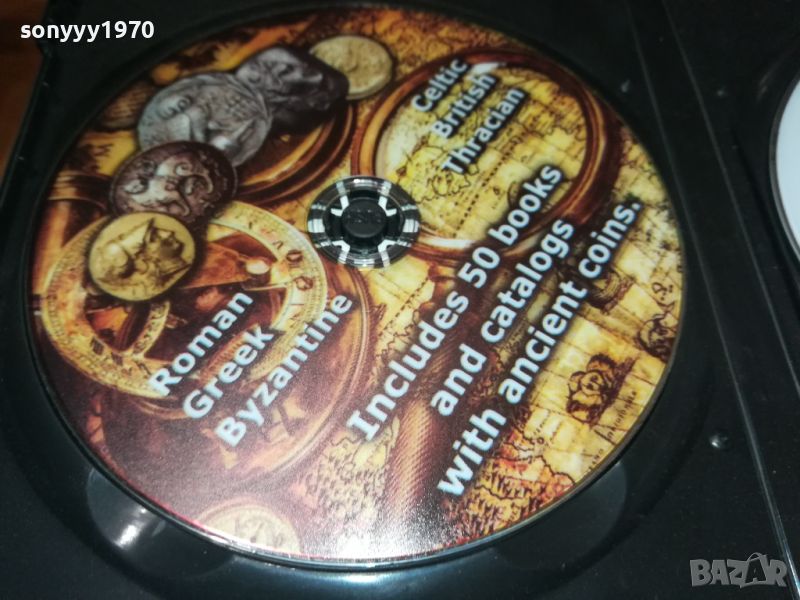 sonyyy1970
Celtic
British
Thracian
Roman
Greek
Byzantine
Includes 50 books
and catalogs
with ancient coins.
BAZAR